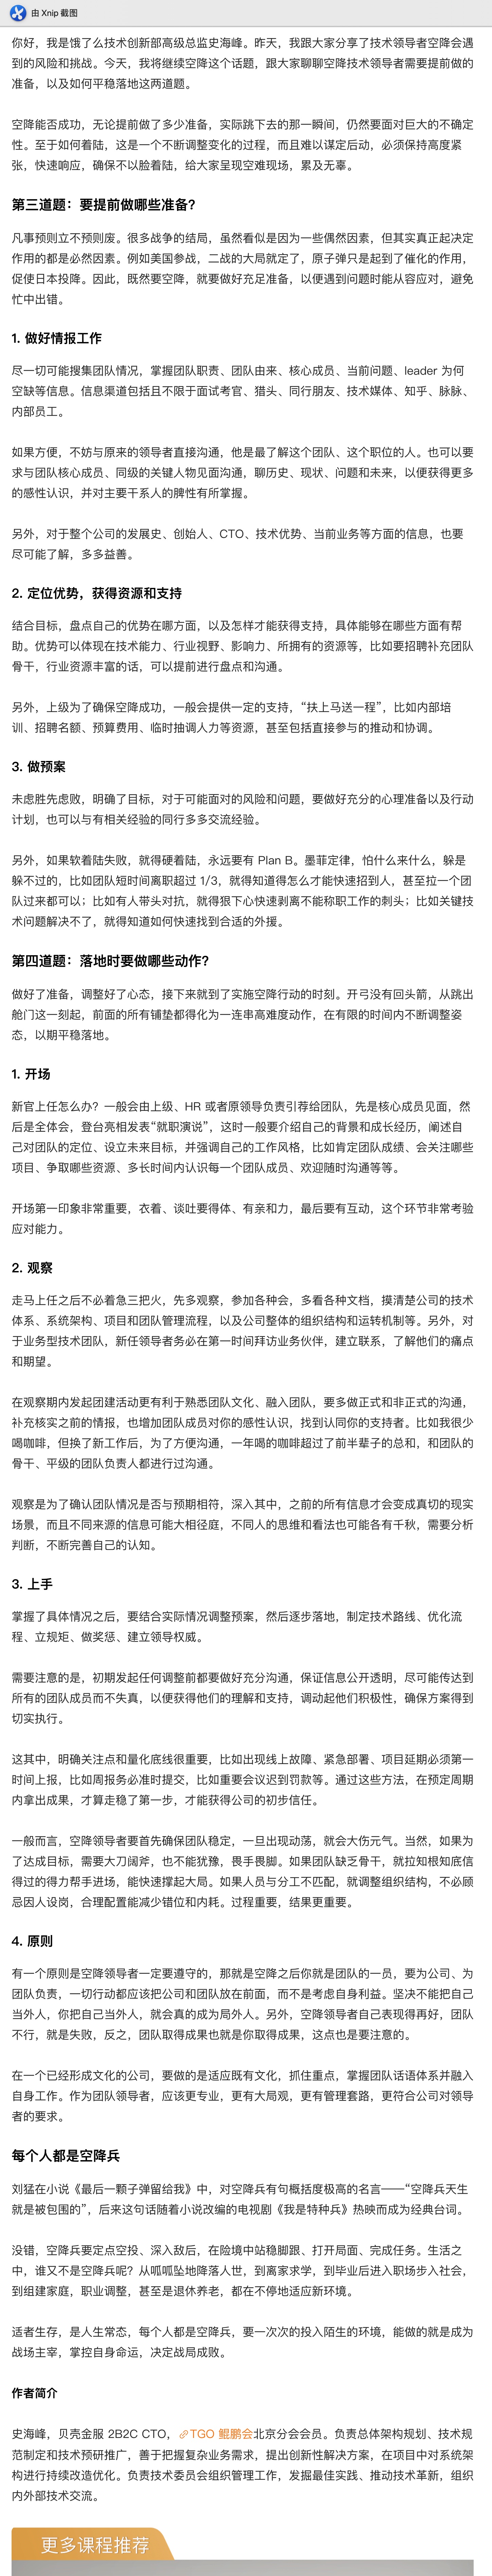 由 Xnip 截图
你好，我是饿了么技术创新部高级总监史海峰。昨天，我跟大家分享了技术领导者空降会遇
到的风险和挑战。今天，我将继续空降这个话题，跟大家聊聊空降技术领导者需要提前做的
准备，以及如何平稳落地这两道题。
空降能否成功，无论提前做了多少准备，实际跳下去的那一瞬间，仍然要面对巨大的不确定
性。至于如何着陆，这是一个不断调整变化的过程，而且难以谋定后动，必须保持高度紧
张，快速响应，确保不以脸着陆，给大家呈现空难现场，累及无辜。
第三道题：要提前做哪些准备？
凡事预则立不预则废。很多战争的结局，虽然看似是因为一些偶然因素，但其实真正起决定
作用的都是必然因素。例如美国参战，二战的大局就定了，原子弹只是起到了催化的作用，
促使日本投降。因此，既然要空降，就要做好充足准备，以便遇到问题时能从容应对，避免
忙中出错。
1. 做好情报工作
尽一切可能搜集团队情况，掌握团队职责、团队由来、核心成员、当前问题、leader 为何
空缺等信息。信息渠道包括且不限于面试考官、猎头、同行朋友、技术媒体、知乎、脉脉、
内部员工。
如果方便，不妨与原来的领导者直接沟通，他是最了解这个团队、这个职位的人。也可以要
求与团队核心成员、同级的关键人物见面沟通，聊历史、现状、问题和未来，以便获得更多
的感性认识，并对主要干系人的脾性有所掌握。
另外，对于整个公司的发展史、创始人、CTO、技术优势、当前业务等方面的信息，也要
尽可能了解，多多益善。
2. 定位优势，获得资源和支持
结合目标，盘点自己的优势在哪方面，以及怎样才能获得支持，具体能够在哪些方面有帮
助。优势可以体现在技术能力、行业视野、影响力、所拥有的资源等，比如要招聘补充团队
骨干，行业资源丰富的话，可以提前进行盘点和沟通。
另外，上级为了确保空降成功，一般会提供一定的支持，“扶上马送一程”，比如内部培
训、招聘名额、预算费用、临时抽调人力等资源，甚至包括直接参与的推动和协调。
3. 做预案
未虑胜先虑败，明确了目标，对于可能面对的风险和问题，要做好充分的心理准备以及行动
计划，也可以与有相关经验的同行多多交流经验。
另外，如果软着陆失败，就得硬着陆，永远要有 Plan B。墨菲定律，怕什么来什么，躲是
躲不过的，比如团队短时间离职超过 1/3，就得知道得怎么才能快速招到人，甚至拉一个团
队过来都可以；比如有人带头对抗，就得狠下心快速剥离不能称职工作的刺头；比如关键技
术问题解决不了，就得知道如何快速找到合适的外援。
第四道题：落地时要做哪些动作？
做好了准备，调整好了心态，接下来就到了实施空降行动的时刻。开弓没有回头箭，从跳出
舱门这一刻起，前面的所有铺垫都得化为一连串高难度动作，在有限的时间内不断调整姿
态，以期平稳落地。
1. 开场
新官上任怎么办？一般会由上级、HR 或者原领导负责引荐给团队，先是核心成员见面，然
后是全体会，登台亮相发表“就职演说”，这时一般要介绍自己的背景和成长经历，阐述自
己对团队的定位、设立未来目标，并强调自己的工作风格，比如肯定团队成绩、会关注哪些
项目、争取哪些资源、多长时间内认识每一个团队成员、欢迎随时沟通等等。
开场第一印象非常重要，衣着、谈吐要得体、有亲和力，最后要有互动，这个环节非常考验
应对能力。
2. 观察
走马上任之后不必着急三把火，先多观察，参加各种会，多看各种文档，摸清楚公司的技术
体系、系统架构、项目和团队管理流程，以及公司整体的组织结构和运转机制等。另外，对
于业务型技术团队，新任领导者务必在第一时间拜访业务伙伴，建立联系，了解他们的痛点
和期望。
在观察期内发起团建活动更有利于熟悉团队文化、融入团队，要多做正式和非正式的沟通，
补充核实之前的情报，也增加团队成员对你的感性认识，找到认同你的支持者。比如我很少
喝咖啡，但换了新工作后，为了方便沟通，一年喝的咖啡超过了前半辈子的总和，和团队的
骨干、平级的团队负责人都进行过沟通。
观察是为了确认团队情况是否与预期相符，深入其中，之前的所有信息才会变成真切的现实
场景，而且不同来源的信息可能大相径庭，不同人的思维和看法也可能各有千秋，需要分析
判断，不断完善自己的认知。
3. 上手
掌握了具体情况之后，要结合实际情况调整预案，然后逐步落地，制定技术路线、优化流
程、立规矩、做奖惩、建立领导权威。
需要注意的是，初期发起任何调整前都要做好充分沟通，保证信息公开透明，尽可能传达到
所有的团队成员而不失真，以便获得他们的理解和支持，调动起他们积极性，确保方案得到
切实执行。
这其中，明确关注点和量化底线很重要，比如出现线上故障、紧急部署、项目延期必须第一
时间上报，比如周报务必准时提交，比如重要会议迟到罚款等。通过这些方法，在预定周期
内拿出成果，才算走稳了第一步，才能获得公司的初步信任。
一般而言，空降领导者要首先确保团队稳定，一旦出现动荡，就会大伤元气。当然，如果为
了达成目标，需要大刀阔斧，也不能犹豫，畏手畏脚。如果团队缺乏骨干，就拉知根知底信
得过的得力帮手进场，能快速撑起大局。如果人员与分工不匹配，就调整组织结构，不必顾
忌因人设岗，合理配置能减少错位和内耗。过程重要，结果更重要。
4. 原则
有一个原则是空降领导者一定要遵守的，那就是空降之后你就是团队的一员，要为公司、为
团队负责，一切行动都应该把公司和团队放在前面，而不是考虑自身利益。坚决不能把自己
当外人，你把自己当外人，就会真的成为局外人。另外，空降领导者自己表现得再好，团队
不行，就是失败，反之，团队取得成果也就是你取得成果，这点也是要注意的。
在一个已经形成文化的公司，要做的是适应既有文化，抓住重点，掌握团队话语体系并融入
自身工作。作为团队领导者，应该更专业，更有大局观，更有管理套路，更符合公司对领导
者的要求。
每个人都是空降兵
刘猛在小说《最后一颗子弹留给我》中，对空降兵有句概括度极高的名言——“空降兵天生
就是被包围的”，后来这句话随着小说改编的电视剧《我是特种兵》热映而成为经典台词。
没错，空降兵要定点空投、深入敌后，在险境中站稳脚跟、打开局面、完成任务。生活之
中，谁又不是空降兵呢？从呱呱坠地降落人世，到离家求学，到毕业后进入职场步入社会，
到组建家庭，职业调整，甚至是退休养老，都在不停地适应新环境。
适者生存，是人生常态，每个人都是空降兵，要一次次的投入陌生的环境，能做的就是成为
战场主宰，掌控自身命运，决定战局成败。
作者简介
史海峰，贝壳金服 2B2C CTO，TGO 鲲鹏会北京分会会员。负责总体架构规划、技术规
范制定和技术预研推广，善于把握复杂业务需求，提出创新性解决方案，在项目中对系统架
构进行持续改造优化。负责技术委员会组织管理工作，发掘最佳实践、推动技术革新，组织
内外部技术交流。
更多课程推荐